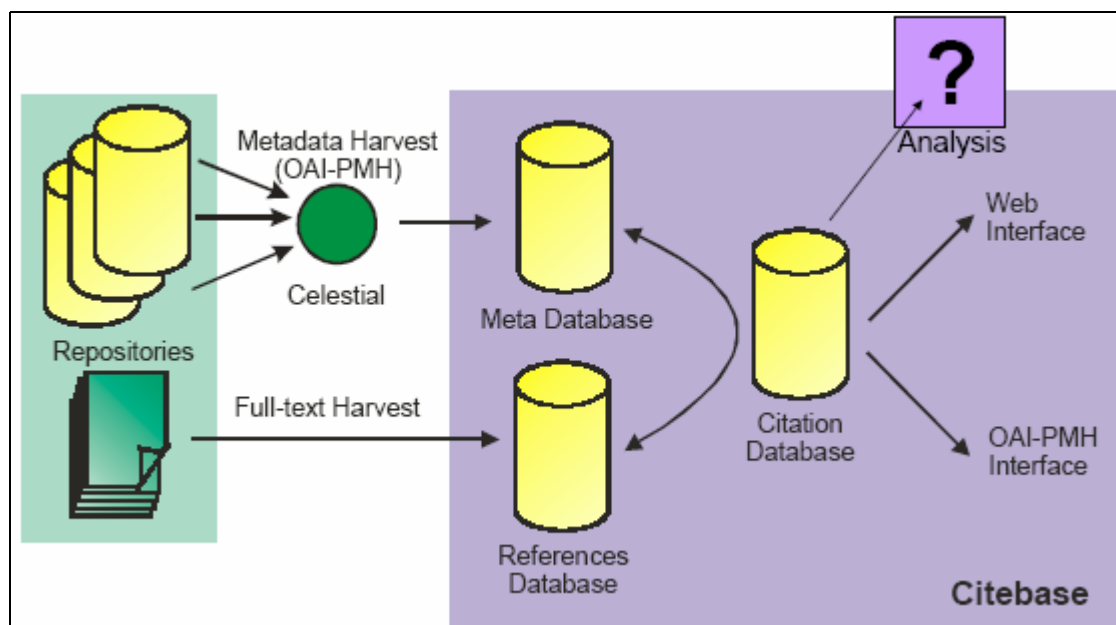 ?
Analysis
Metadata Harvest
(OAI-PMH)
Web
Interface
Celestial
Meta Database
Repositories
Full-text Harvest
Citation
Database
OAI-PMH
Interface
References
Database
Citebase